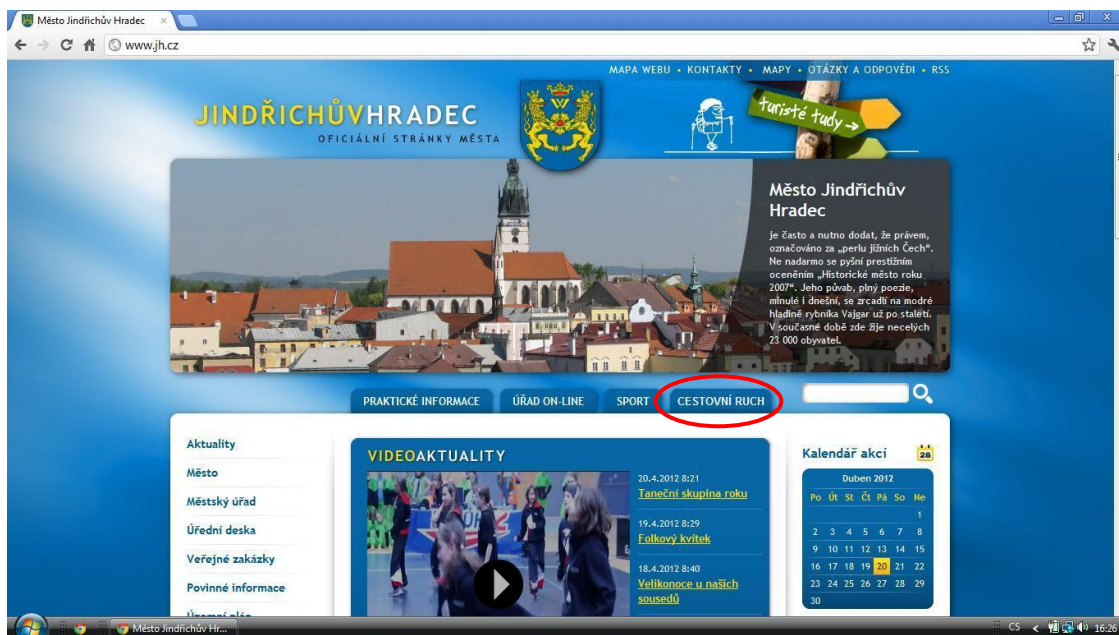 Město Jindřichův Hradec
www.jh.cz
MAPA WEBU • KONTAKTY • MAPY • OTÁZKY A ODPOVĚDI • RSS
JINDŘICHŮVHRADEC
OFICIÁLNÍ STRÁNKY MĚSTA
turisté tudy
Město Jindřichův
Hradec
je často a nutno dodat, že právem,
označováno za „perlu jižních Čech“.
Ne nadarmo se pyšní prestižním
oceněním „Historické město roku
2007“. Jeho půvab, plný poezie,
minulé i dnešní, se zrcadlí na modré
hladině rybníka Vajgar už po staletí.
V současné době zde žije necelých
23 000 obyvatel.
PRAKTICKÉ INFORMACE ÚŘAD ON-LINE SPORT CESTOVNÍ RUCH
Aktuality
Město
Městský úřad
Úřední deska
Veřejné zakázky
Povinné informace
Územní plán
VIDEOAKTUALITY
20.4.2012 8:21
Taneční skupina roku
19.4.2012 8:29
Folkový kvítek
18.4.2012 8:40
Velikonoce u našich
sousedů
Kalendář akcí 28
Duben 2012
Po Út St Čt Pá So Ne
1
2 3 4 5 6 7 8
9 10 11 12 13 14 15
16 17 18 19 20 21 22
23 24 25 26 27 28 29
30
Město Jindřichův Hr...
CS 16:26